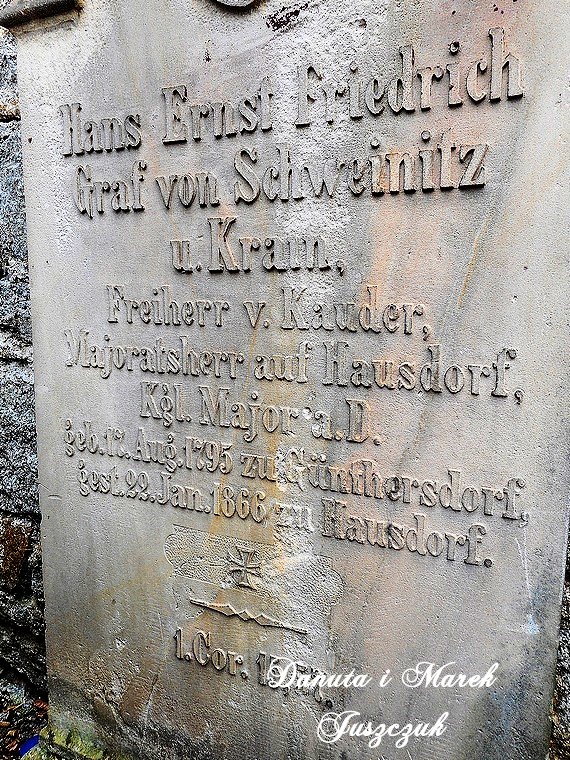 Hans Ernst Friedrich
Graf von Schweinitz
u. Krain,
Freiherr v. Kauder,
Majoratsherr auf Hausdorf,
Kgl. Major a. D.
geb. 17. Aug. 1795 zu Günthersdorf,
gest. 22. Jan. 1866 zu Hausdorf.
1. Cor.
Danuta i Marek
Juszczuk